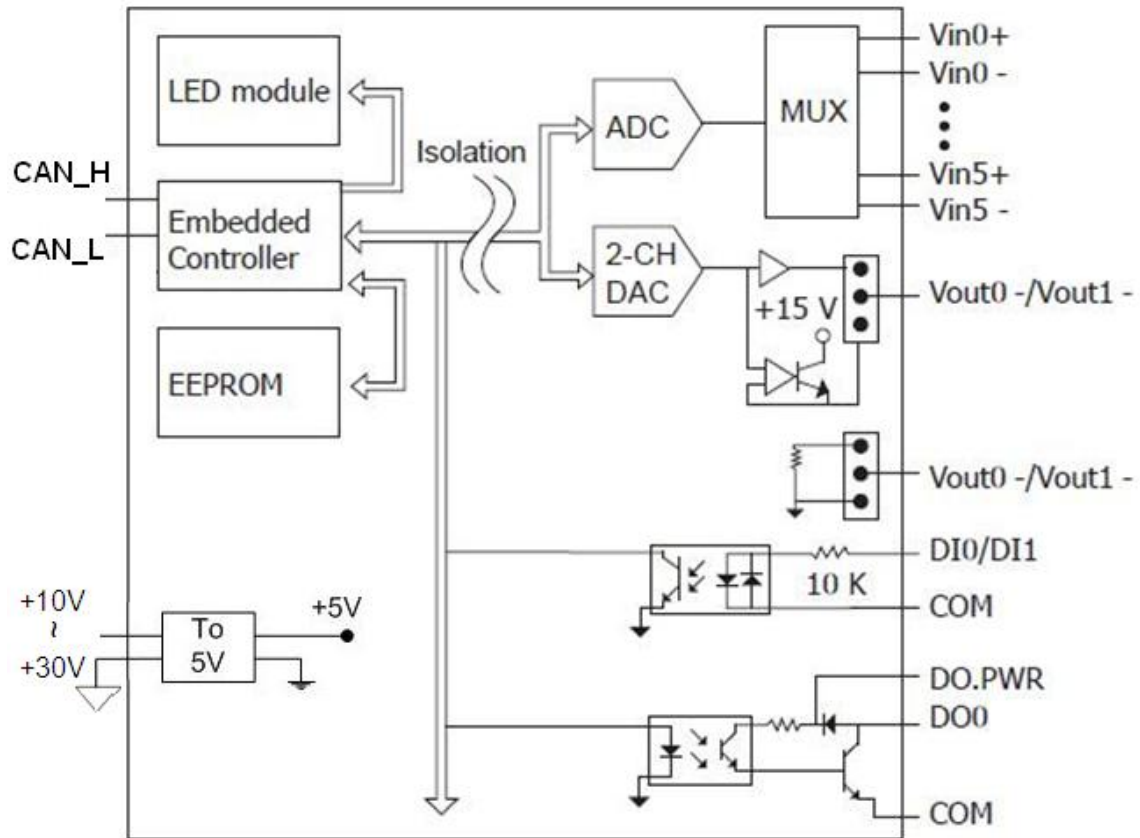 LED module
CAN_H
CAN_L
Embedded
Controller
EEPROM
Isolation
ADC
MUX
Vin0+
Vin0 -
Vin5+
Vin5 -
2-CH
DAC
+15 V
Vout0 -/Vout1 -
Vout0 -/Vout1 -
DI0/DI1
10 K
COM
+10V
~
+30V
To
5V
+5V
DO.PWR
DO0
COM